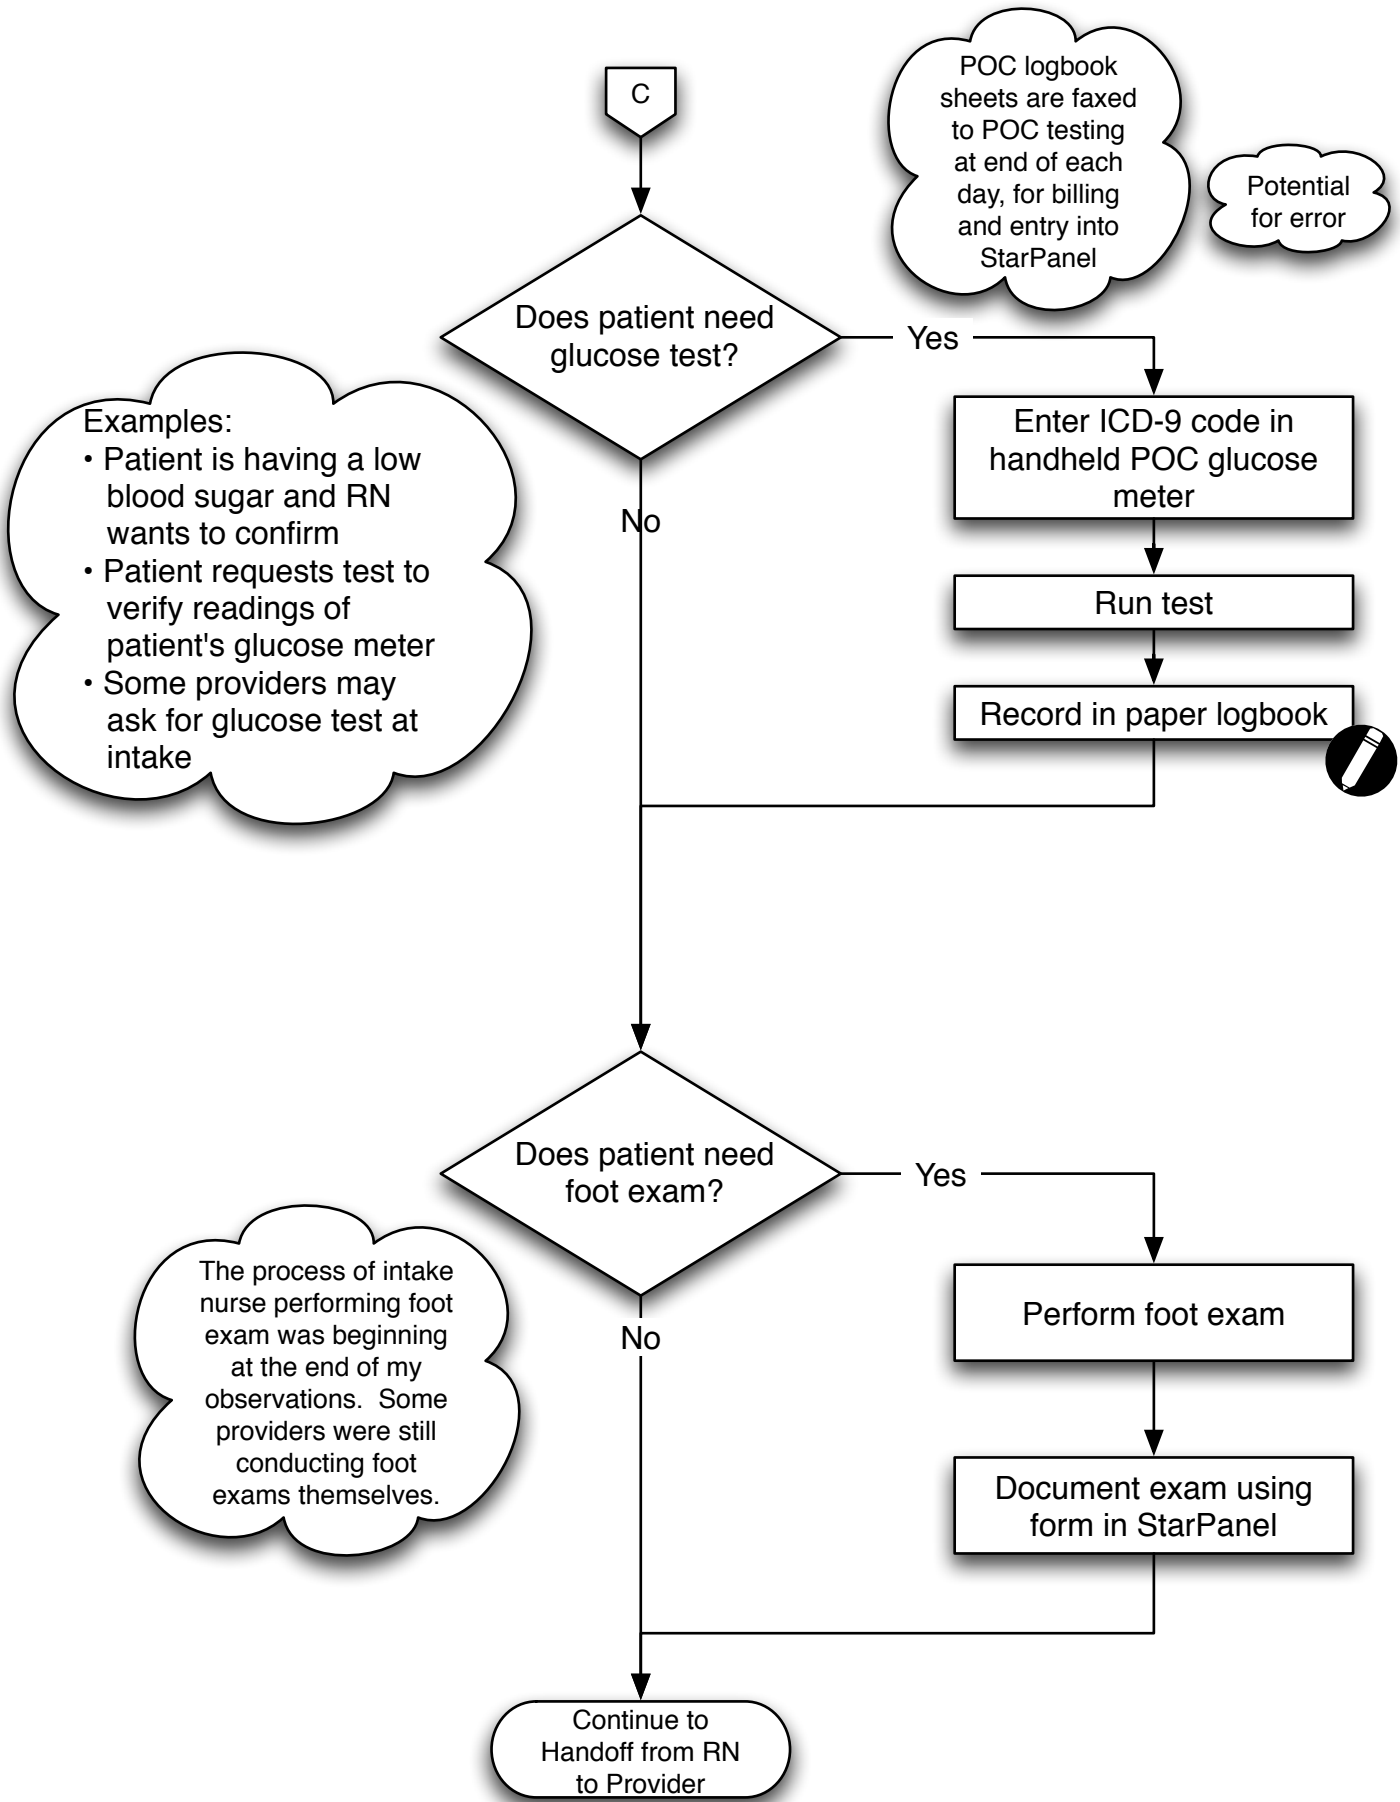 C
POC logbook
sheets are faxed
to POC testing
at end of each
day, for billing
and entry into
StarPanel
Potential
for error
Does patient need
glucose test?
Yes
No
Examples:
• Patient is having a low
blood sugar and RN
wants to confirm
• Patient requests test to
verify readings of
patient's glucose meter
• Some providers may
ask for glucose test at
intake
Enter ICD-9 code in
handheld POC glucose
meter
Run test
Record in paper logbook
Does patient need
foot exam?
Yes
No
The process of intake
nurse performing foot
exam was beginning
at the end of my
observations.  Some
providers were still
conducting foot
exams themselves.
Perform foot exam
Document exam using
form in StarPanel
Continue to
Handoff from RN
to Provider